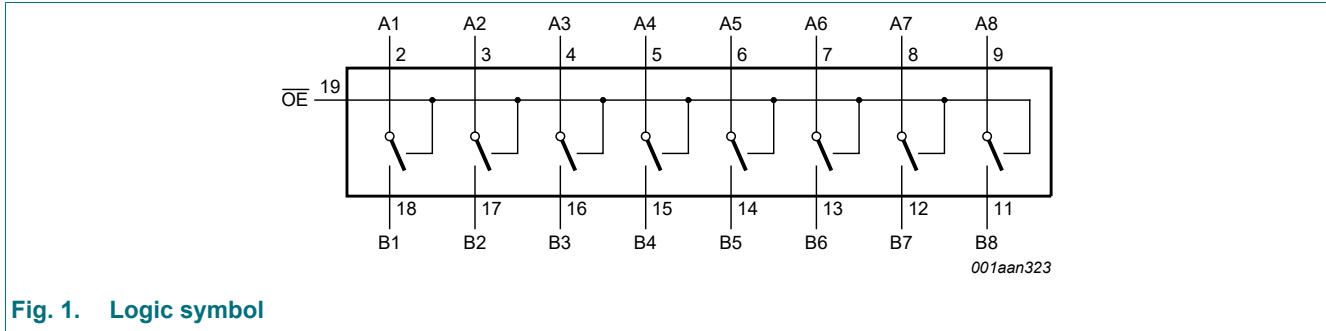 A1 A2 A3 A4 A5 A6 A7 A8
2 3 4 5 6 7 8 9
19
O̅E̅
18 17 16 15 14 13 12 11
B1 B2 B3 B4 B5 B6 B7 B8
001aan323
Fig. 1. Logic symbol